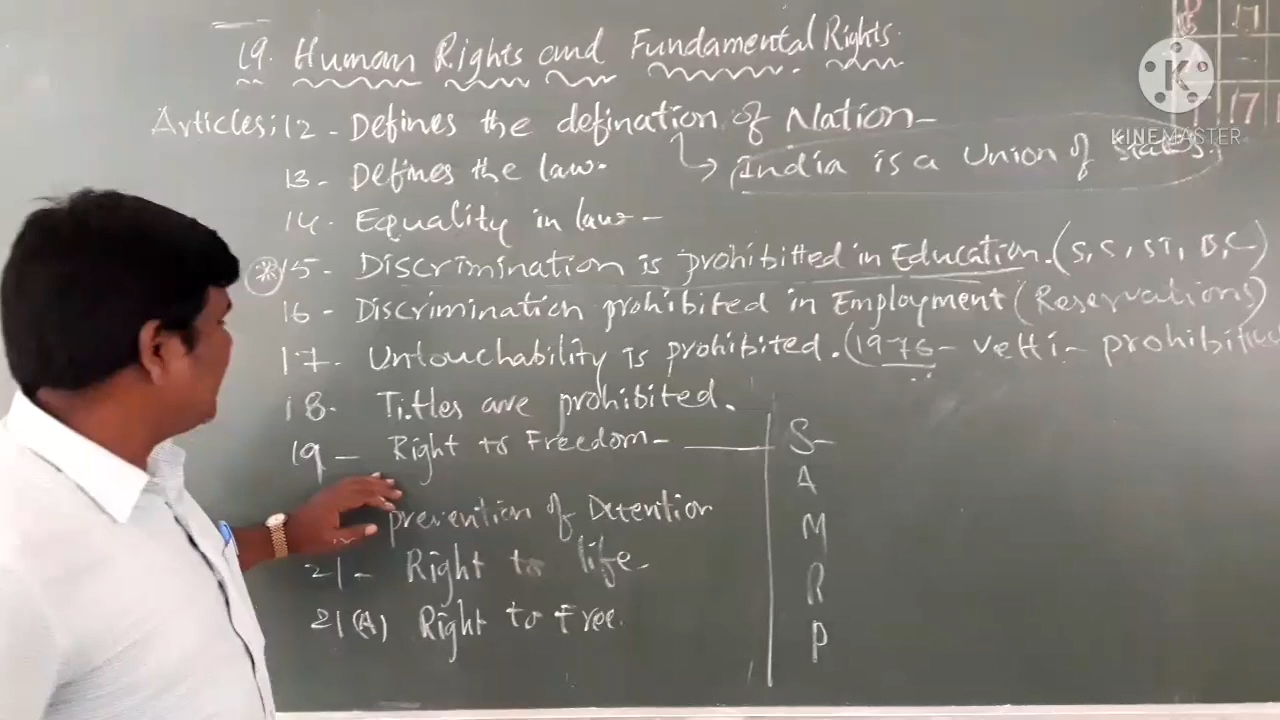 19. Human Rights and Fundamental Rights.
Articles; 12 - Defines the defination of Nation -
India is a Union of States.
13 - Defines the law.
14 - Equality in law -
15 - Discrimination is prohibitted in Education. (S, S, ST, B, C)
16 - Discrimination prohibited in Employment (Reservations)
17 - Untouchability is prohibited. (1976 - Vetti - prohibition
18. Titles are prohibited.
19 - Right to Freedom -
prevention of Detention
21 - Right to life -
21(A) Right to Free.
S -
A
M
R
P
17
K
KINEMASTER